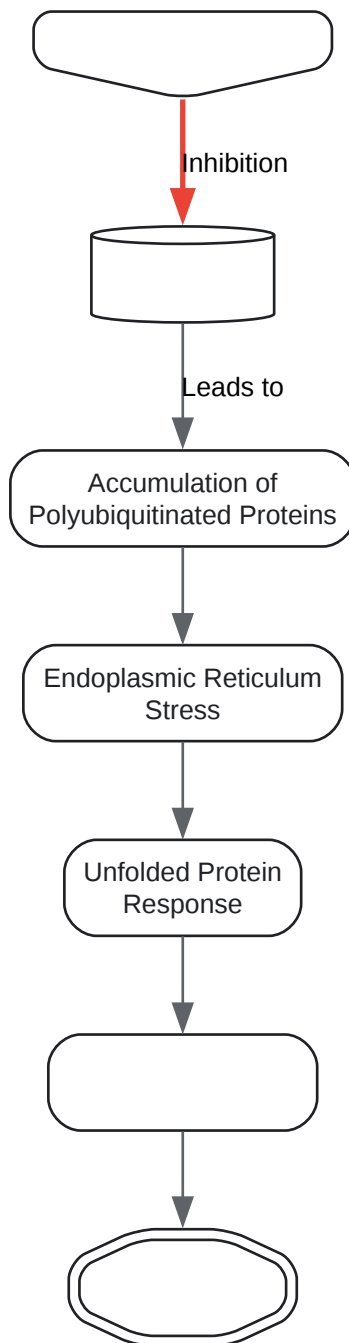 Inhibition
Leads to
Accumulation of
Polyubiquitinated Proteins
Endoplasmic Reticulum
Stress
Unfolded Protein
Response